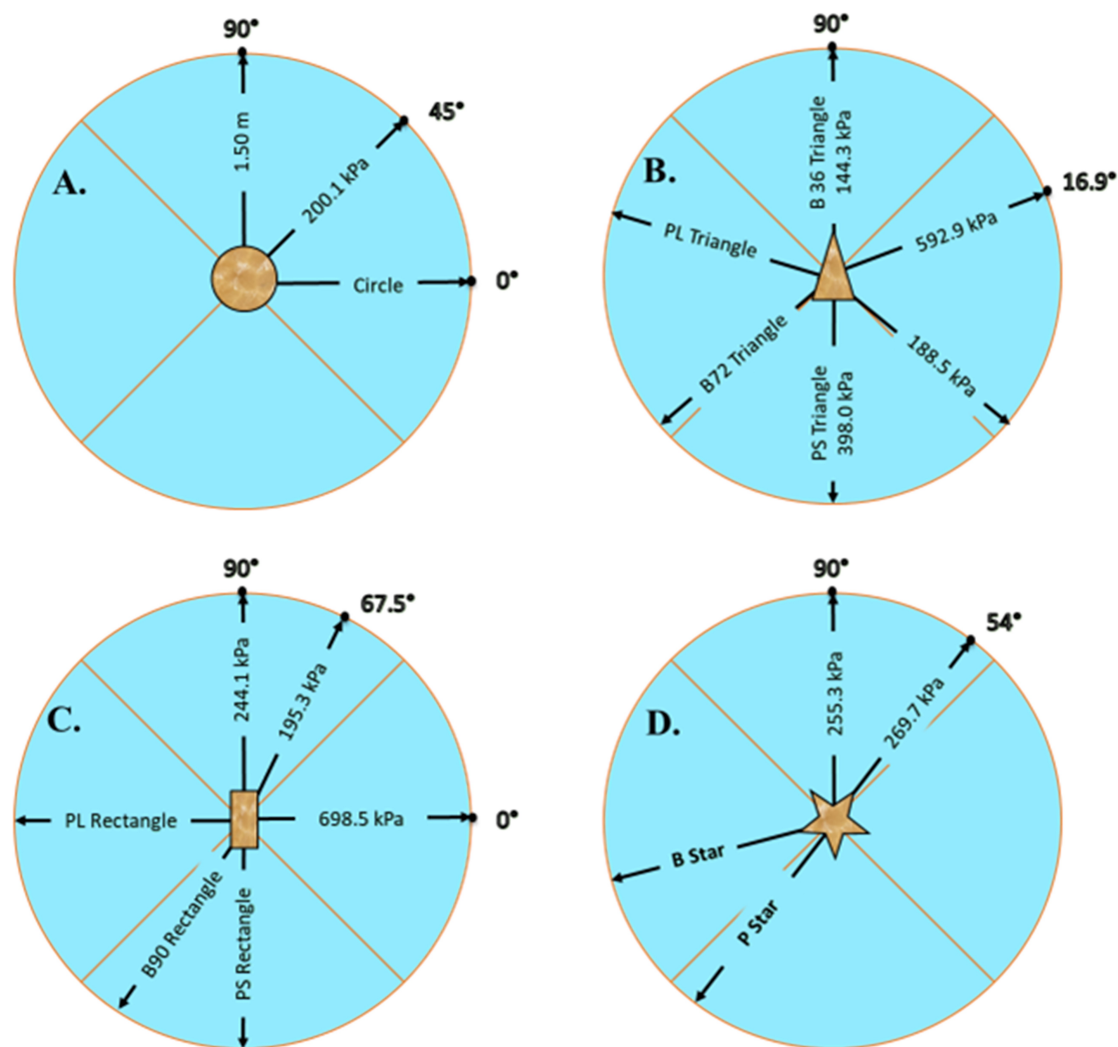 90°
45°
A.
1.50 m
200.1 kPa
Circle
0°
90°
B.
B 36 Triangle
144.3 kPa
16.9°
592.9 kPa
PL Triangle
B72 Triangle
188.5 kPa
PS Triangle
398.0 kPa
90°
67.5°
C.
244.1 kPa
195.3 kPa
PL Rectangle
698.5 kPa
0°
B90 Rectangle
PS Rectangle
90°
54°
D.
255.3 kPa
269.7 kPa
B Star
P Star